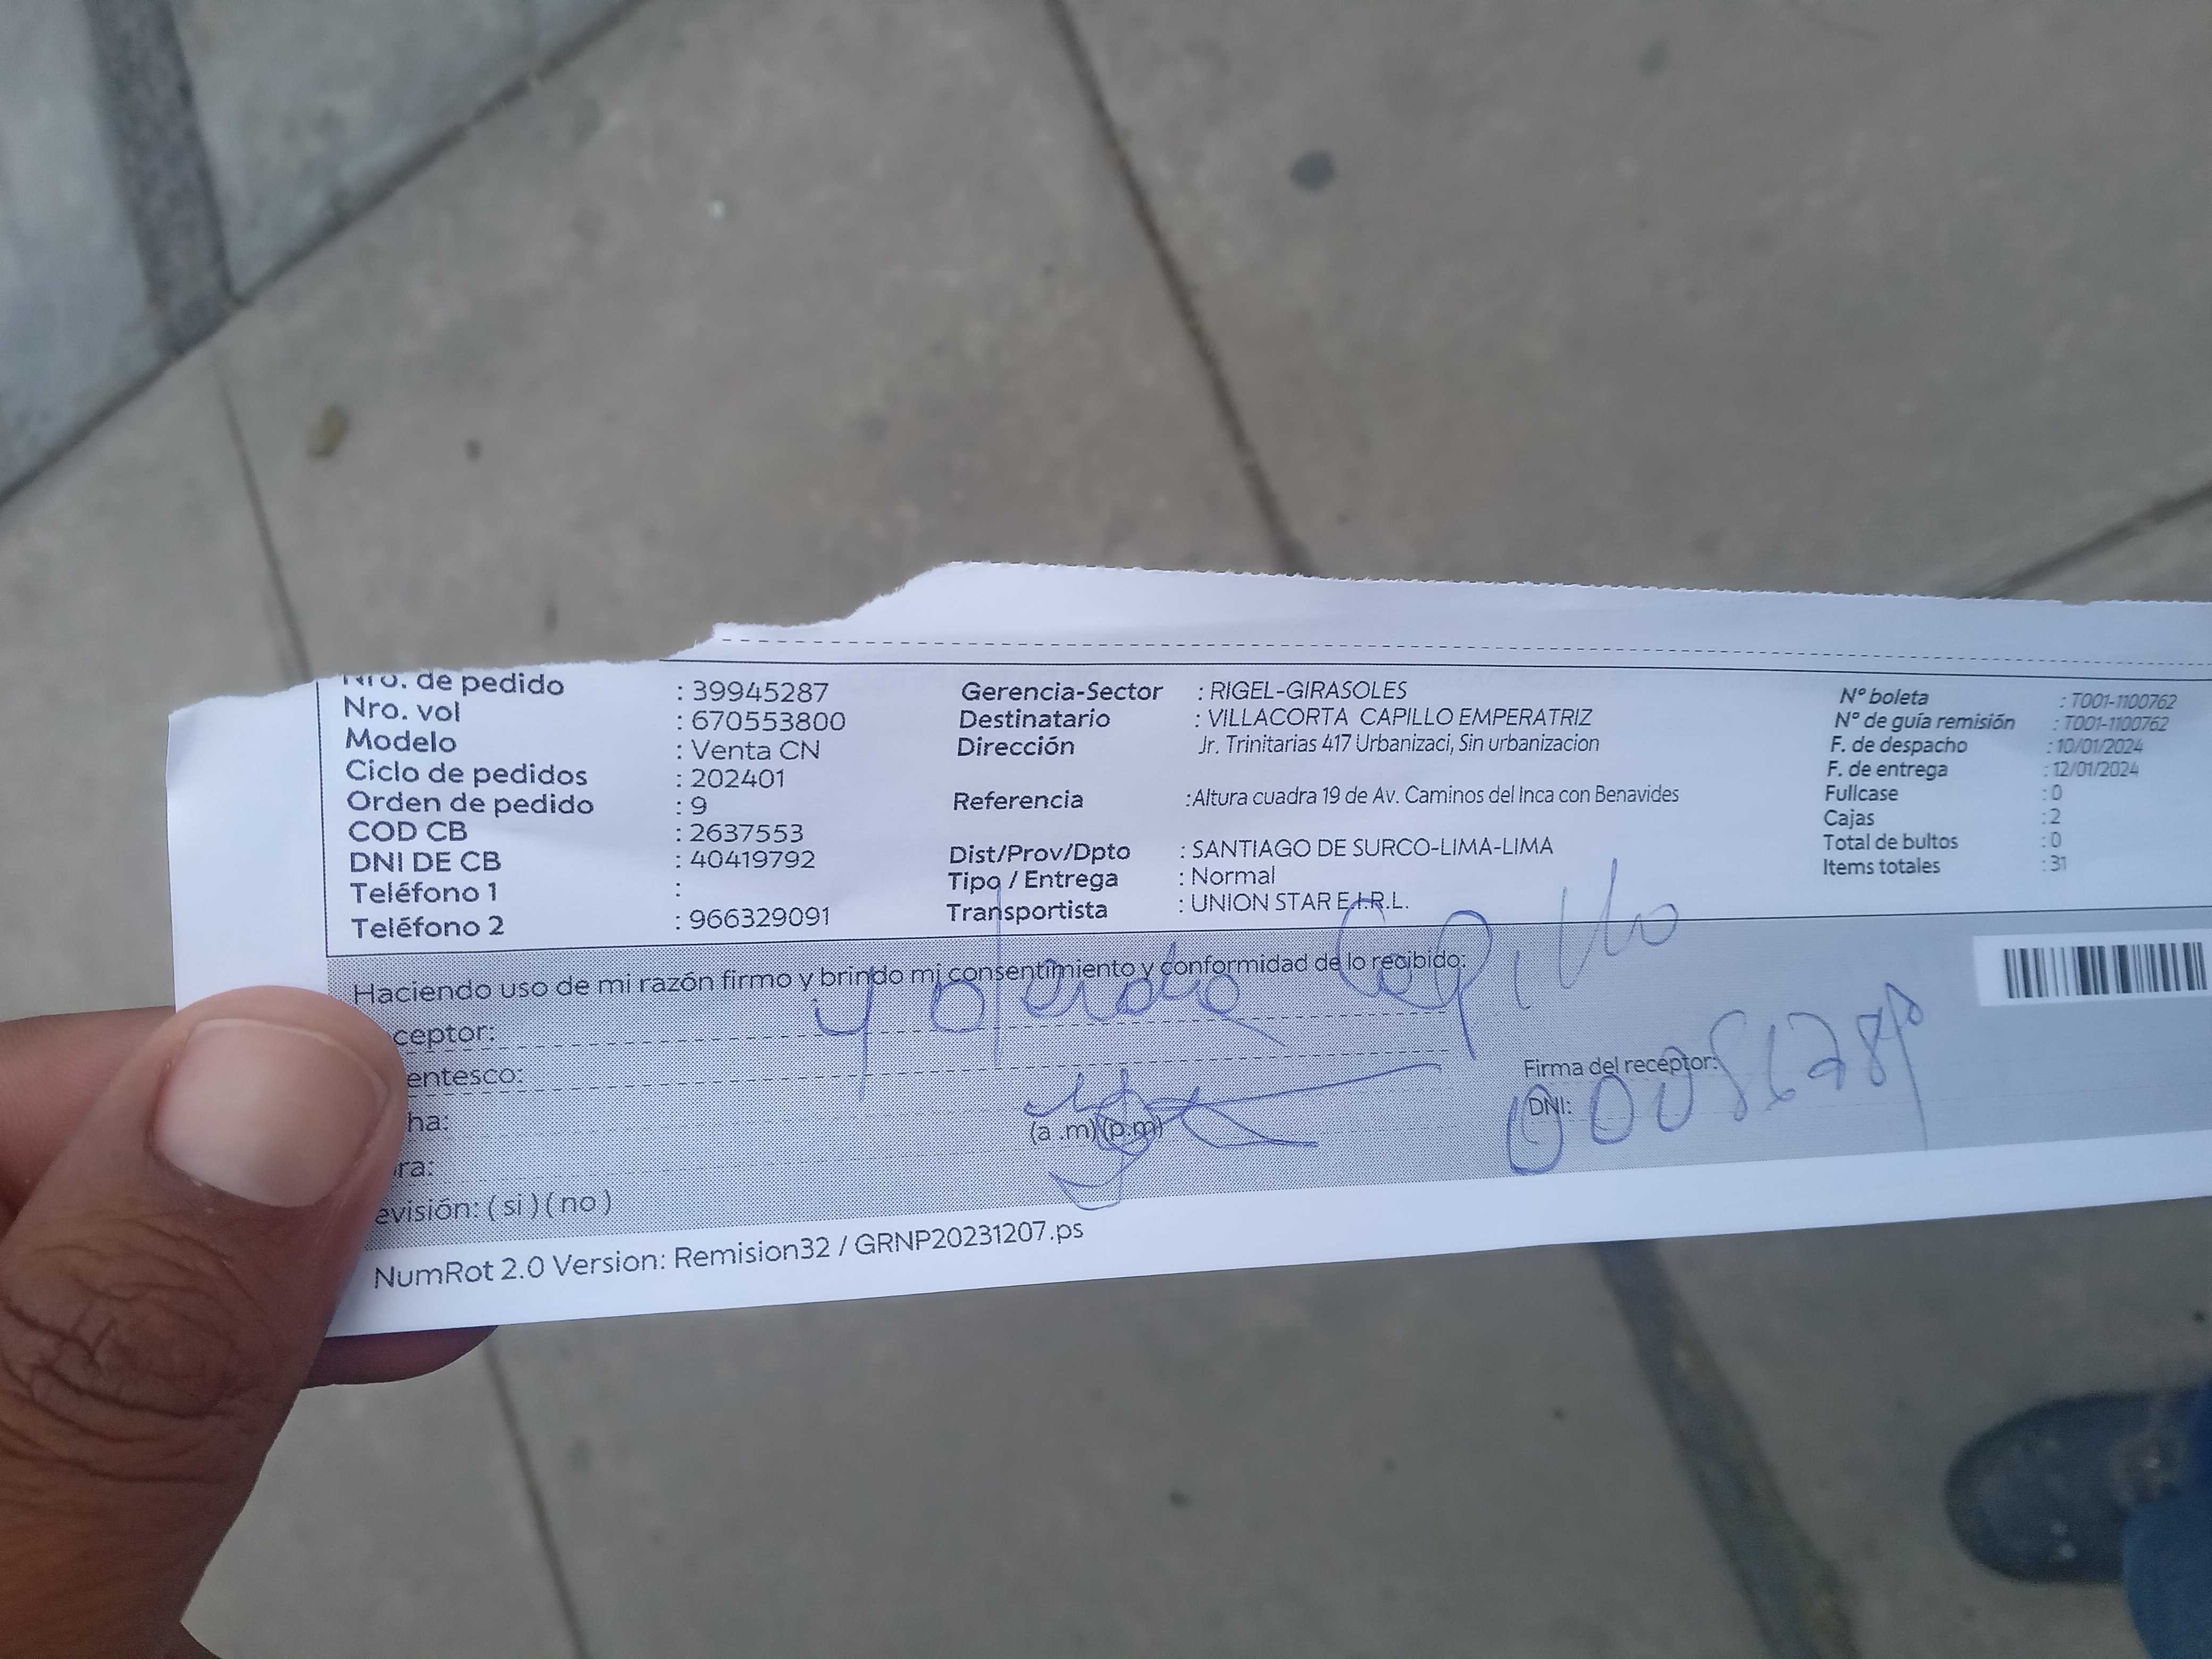 Nro. de pedido : 39945287
Nro. vol : 670553800
Modelo : Venta CN
Ciclo de pedidos : 202401
Orden de pedido : 9
COD CB : 2637553
DNI DE CB : 40419792
Teléfono 1 :
Teléfono 2 : 966329091
Gerencia-Sector : RIGEL-GIRASOLES
Destinatario : VILLACORTA CAPILLO EMPERATRIZ
Dirección Jr. Trinitarias 417 Urbanizaci, Sin urbanizacion
Referencia :Altura cuadra 19 de Av. Caminos del Inca con Benavides
Dist/Prov/Dpto : SANTIAGO DE SURCO-LIMA-LIMA
Tipo / Entrega : Normal
Transportista : UNION STAR E.I.R.L.
Nº boleta : T001-1100762
Nº de guía remisión : T001-1100762
F. de despacho : 10/01/2024
F. de entrega : 12/01/2024
Fullcase : 0
Cajas : 2
Total de bultos : 0
Items totales : 31
Haciendo uso de mi razón firmo y brindo mi consentimiento y conformidad de lo recibido:
ceptor: Capillo
entesco:
ha:
(a .m) (p.m)
ra:
evisión: ( si ) ( no )
Firma del receptor:
DNI:
NumRot 2.0 Version: Remision32 / GRNP20231207.ps